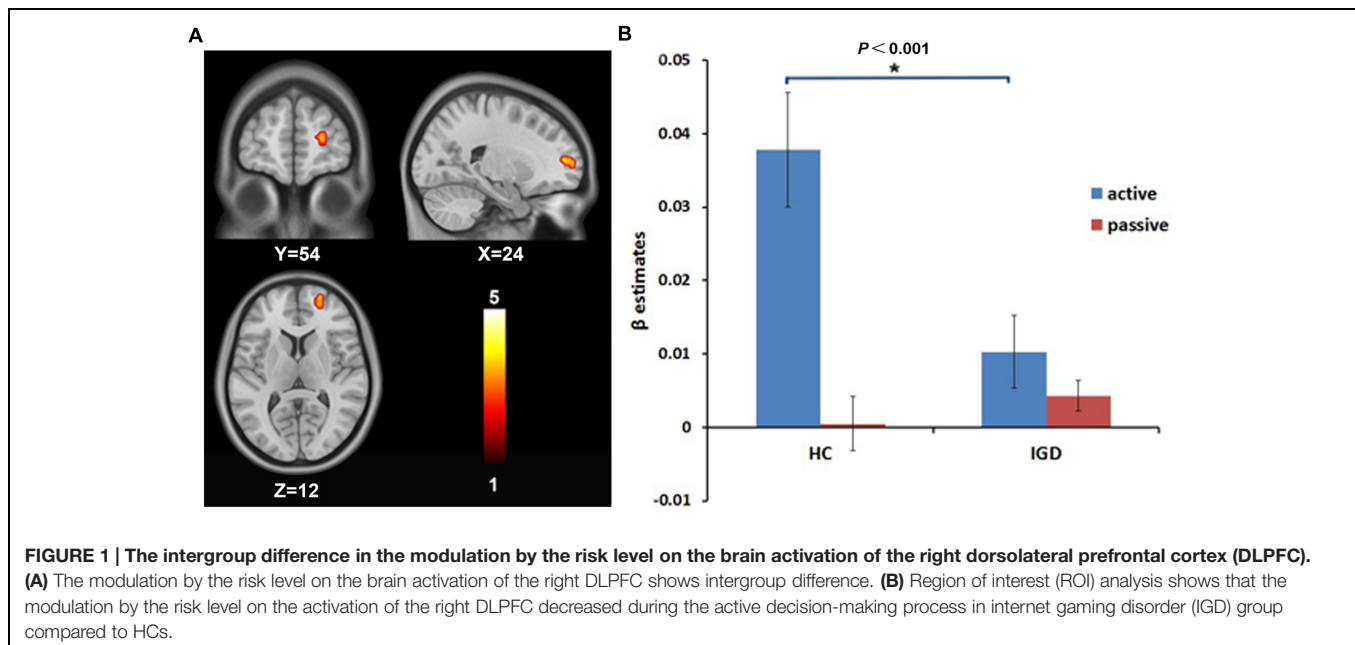 A
Y=54
X=24
Z=12
5
1
B
P < 0.001
*
0.05
0.04
0.03
0.02
0.01
0
-0.01
β estimates
HC
IGD
active
passive
FIGURE 1 | The intergroup difference in the modulation by the risk level on the brain activation of the right dorsolateral prefrontal cortex (DLPFC).
(A) The modulation by the risk level on the brain activation of the right DLPFC shows intergroup difference. (B) Region of interest (ROI) analysis shows that the
modulation by the risk level on the activation of the right DLPFC decreased during the active decision-making process in internet gaming disorder (IGD) group
compared to HCs.